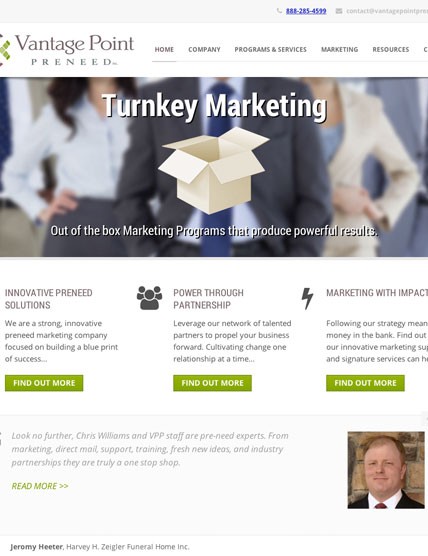 888-285-4599 contact@vantagepointpre
Vantage Point
PRENEED
HOME COMPANY PROGRAMS & SERVICES MARKETING RESOURCES C
Turnkey Marketing
Out of the box Marketing Programs that produce powerful results.
INNOVATIVE PRENEED
SOLUTIONS
We are a strong, innovative
preneed marketing company
focused on building a blue print
of success...
FIND OUT MORE
POWER THROUGH
PARTNERSHIP
Leverage our network of talented
partners to propel your business
forward. Cultivating change one
relationship at a time...
FIND OUT MORE
MARKETING WITH IMPACT
Following our strategy mean
money in the bank. Find out
our innovative marketing su
and signature services can he
FIND OUT MORE
Look no further, Chris Williams and VPP staff are pre-need experts. From
marketing, direct mail, support, training, fresh new ideas, and industry
partnerships they are truly a one stop shop.
READ MORE >>
Jeromy Heeter, Harvey H. Zeigler Funeral Home Inc.